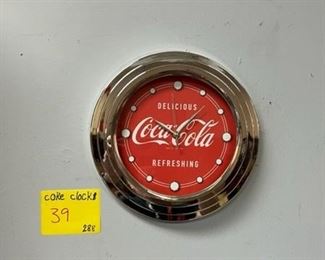 DELICIOUS
Coca-Cola
REFRESHING
coke clock
39
288